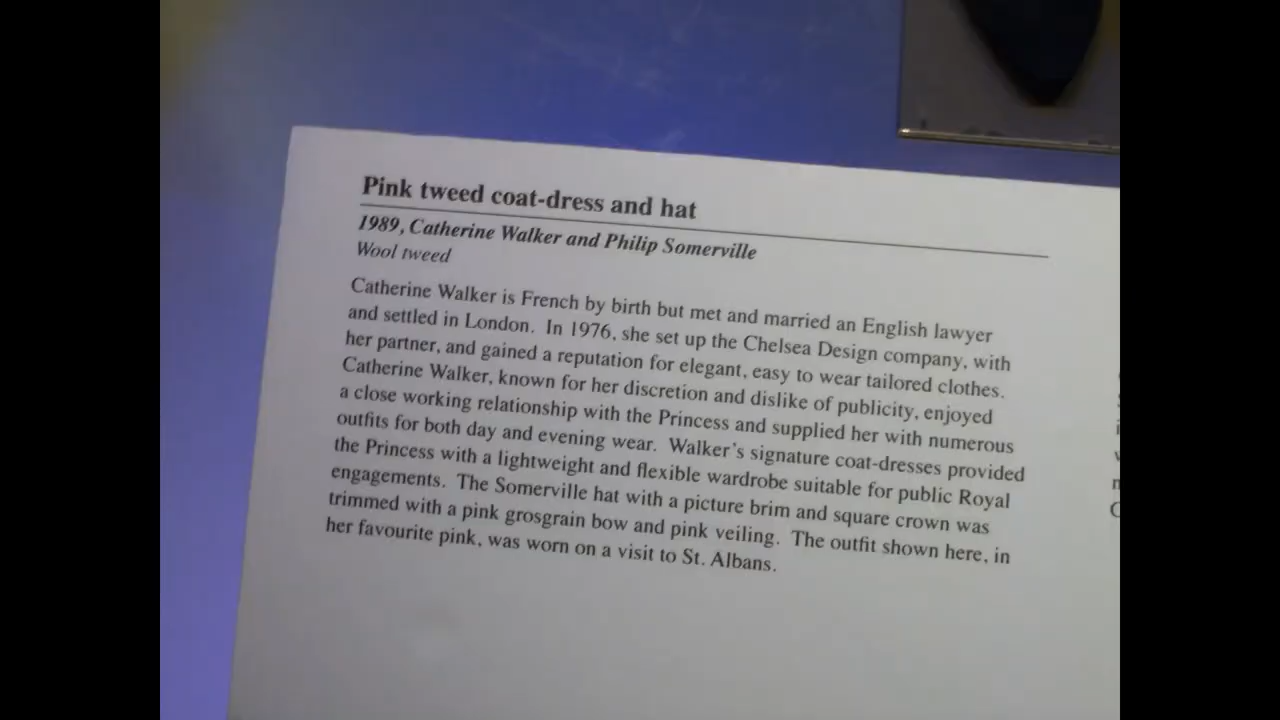 Pink tweed coat-dress and hat
1989, Catherine Walker and Philip Somerville
Wool tweed
Catherine Walker is French by birth but met and married an English lawyer
and settled in London. In 1976, she set up the Chelsea Design company, with
her partner, and gained a reputation for elegant, easy to wear tailored clothes.
Catherine Walker, known for her discretion and dislike of publicity, enjoyed
a close working relationship with the Princess and supplied her with numerous
outfits for both day and evening wear. Walker's signature coat-dresses provided
the Princess with a lightweight and flexible wardrobe suitable for public Royal
engagements. The Somerville hat with a picture brim and square crown was
trimmed with a pink grosgrain bow and pink veiling. The outfit shown here, in
her favourite pink, was worn on a visit to St. Albans.